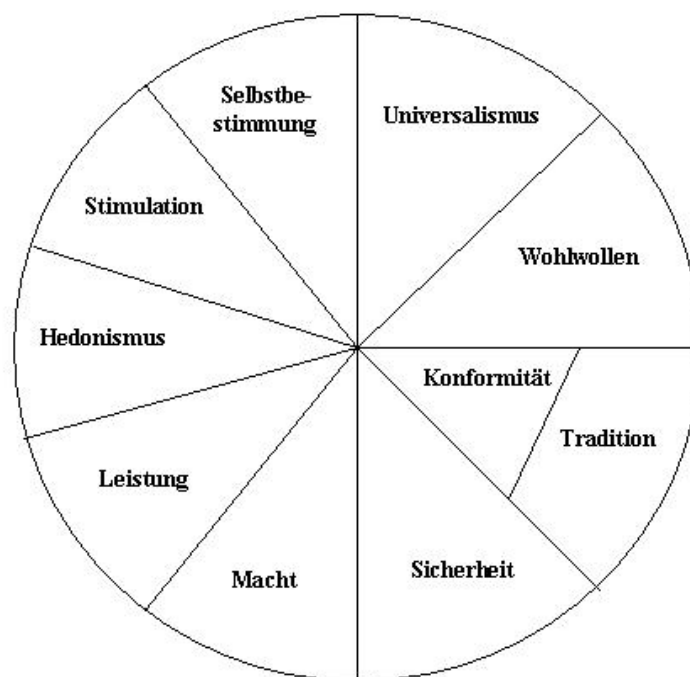 Selbstbe-
stimmung
Universalismus
Stimulation
Wohlwollen
Hedonismus
Konformität
Tradition
Leistung
Macht
Sicherheit